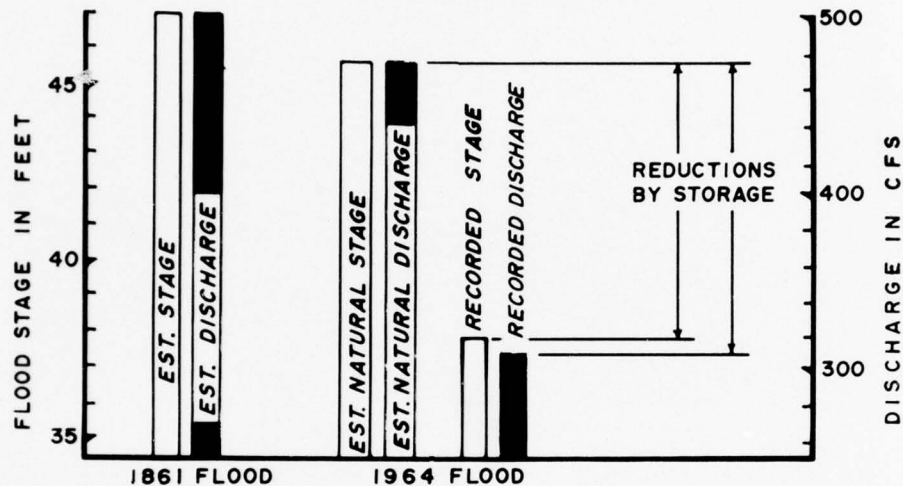 FLOOD STAGE IN FEET
45
40
35
EST. STAGE
EST. DISCHARGE
1861 FLOOD
EST. NATURAL STAGE
EST. NATURAL DISCHARGE
RECORDED STAGE
RECORDED DISCHARGE
1964 FLOOD
REDUCTIONS
BY STORAGE
500
400
300
DISCHARGE IN CFS